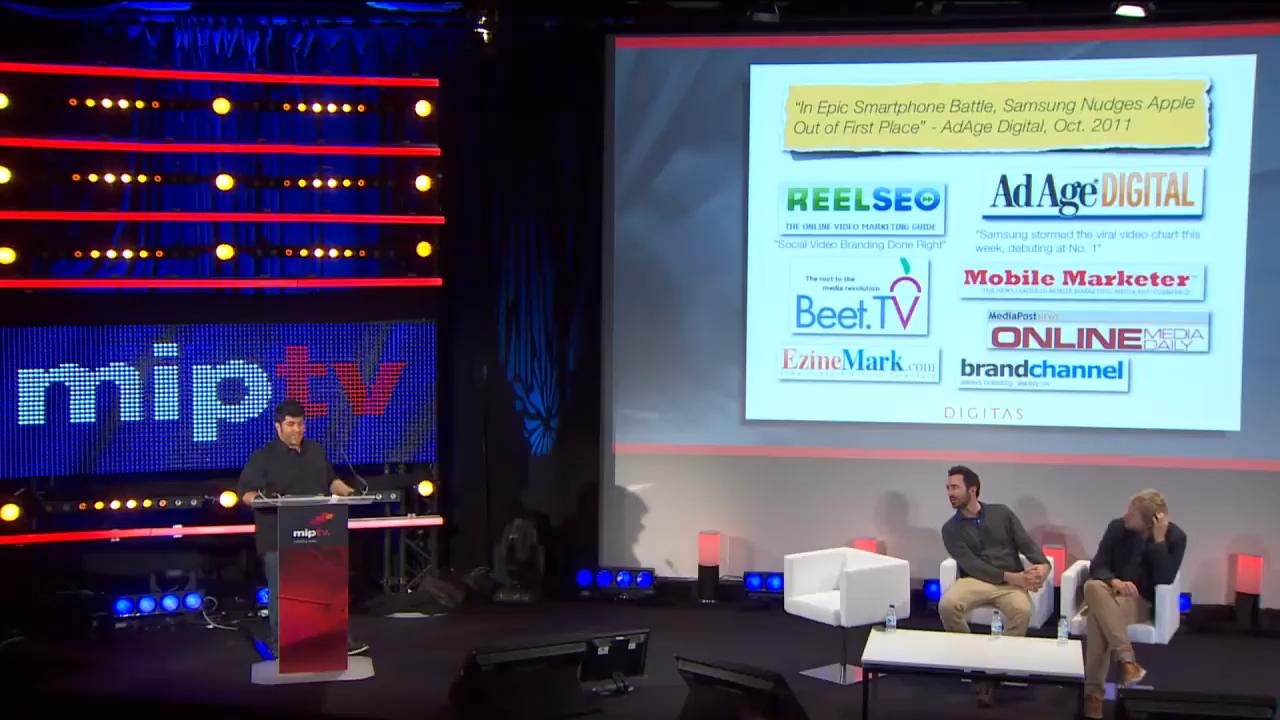 miptv
miptv.
"In Epic Smartphone Battle, Samsung Nudges Apple
Out of First Place" - AdAge Digital, Oct. 2011
REELSEO
THE ONLINE VIDEO MARKETING GUIDE
"Social Video Branding Done Right"
Ad Age DIGITAL
"Samsung stormed the viral video chart this
week, debuting at No. 1"
The root to the
media revolution
Beet.TV
Mobile Marketer
MediaPost NEWS
ONLINE MEDIA
DAILY
EzineMark.com
brandchannel
DIGITAS